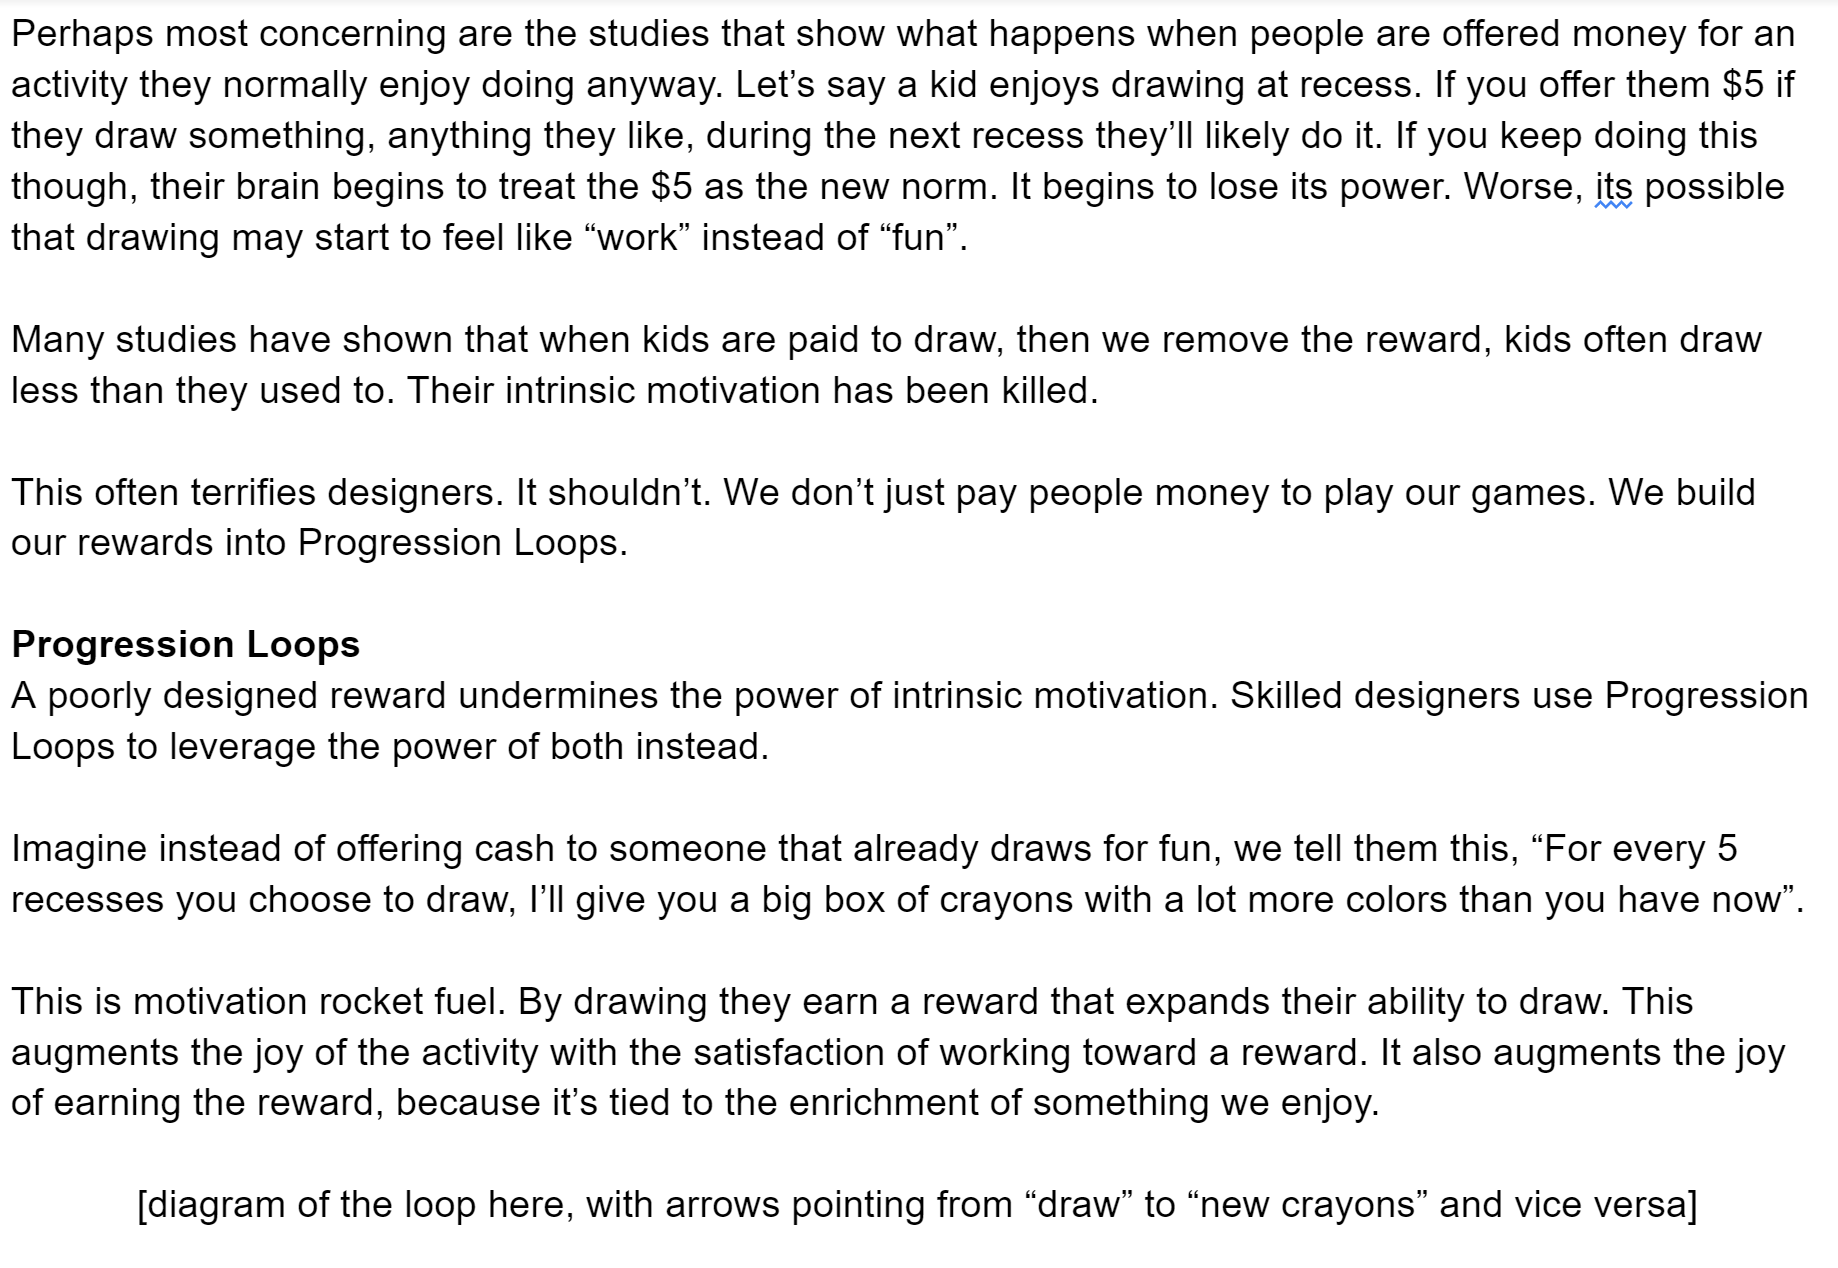 Perhaps most concerning are the studies that show what happens when people are offered money for an
activity they normally enjoy doing anyway. Let’s say a kid enjoys drawing at recess. If you offer them $5 if
they draw something, anything they like, during the next recess they’ll likely do it. If you keep doing this
though, their brain begins to treat the $5 as the new norm. It begins to lose its power. Worse, its possible
that drawing may start to feel like “work” instead of “fun”.
Many studies have shown that when kids are paid to draw, then we remove the reward, kids often draw
less than they used to. Their intrinsic motivation has been killed.
This often terrifies designers. It shouldn’t. We don’t just pay people money to play our games. We build
our rewards into Progression Loops.
Progression Loops
A poorly designed reward undermines the power of intrinsic motivation. Skilled designers use Progression
Loops to leverage the power of both instead.
Imagine instead of offering cash to someone that already draws for fun, we tell them this, “For every 5
recesses you choose to draw, I’ll give you a big box of crayons with a lot more colors than you have now”.
This is motivation rocket fuel. By drawing they earn a reward that expands their ability to draw. This
augments the joy of the activity with the satisfaction of working toward a reward. It also augments the joy
of earning the reward, because it’s tied to the enrichment of something we enjoy.
[diagram of the loop here, with arrows pointing from “draw” to “new crayons” and vice versa]